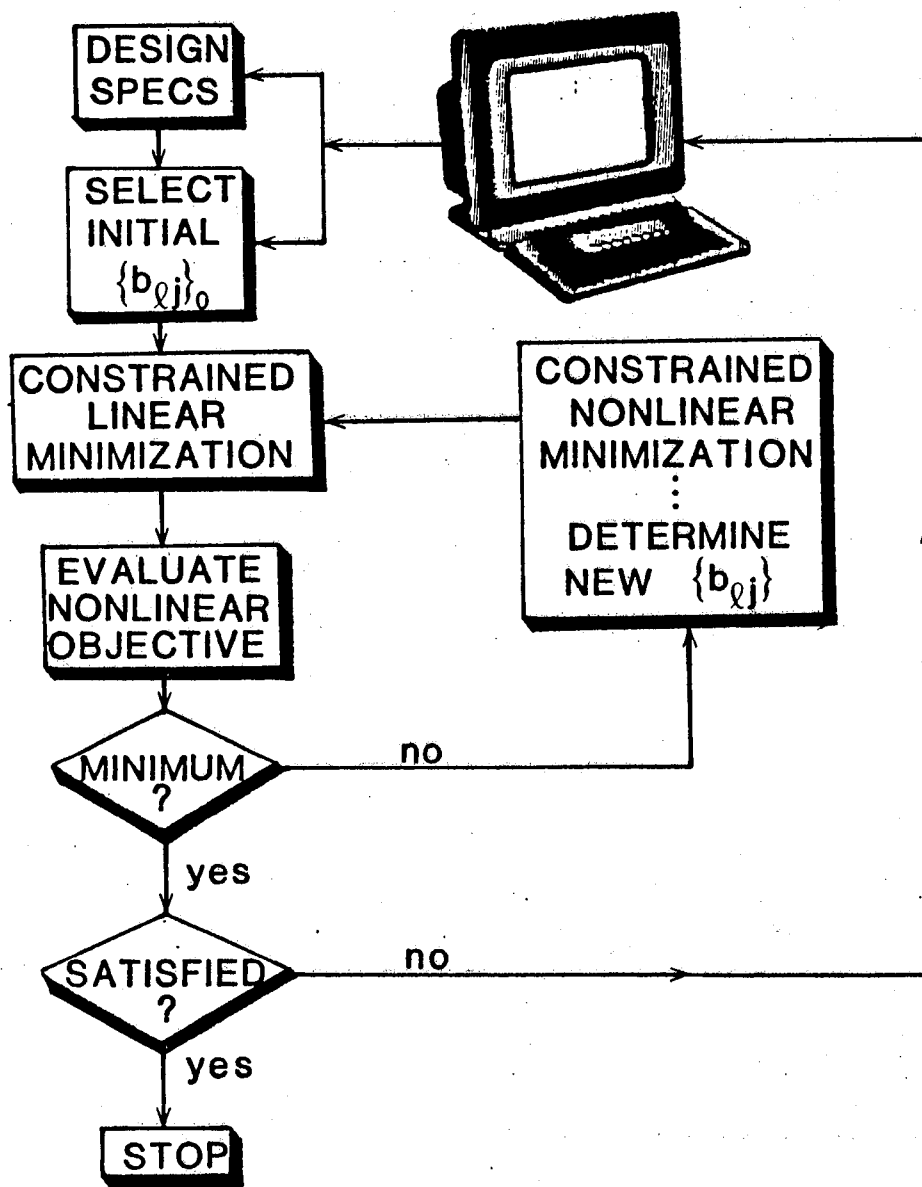 DESIGN
SPECS
SELECT
INITIAL
{bℓj}₀
CONSTRAINED
LINEAR
MINIMIZATION
CONSTRAINED
NONLINEAR
MINIMIZATION
⋮
DETERMINE
NEW {bℓj}
EVALUATE
NONLINEAR
OBJECTIVE
MINIMUM
?
no
yes
SATISFIED
?
no
yes
STOP